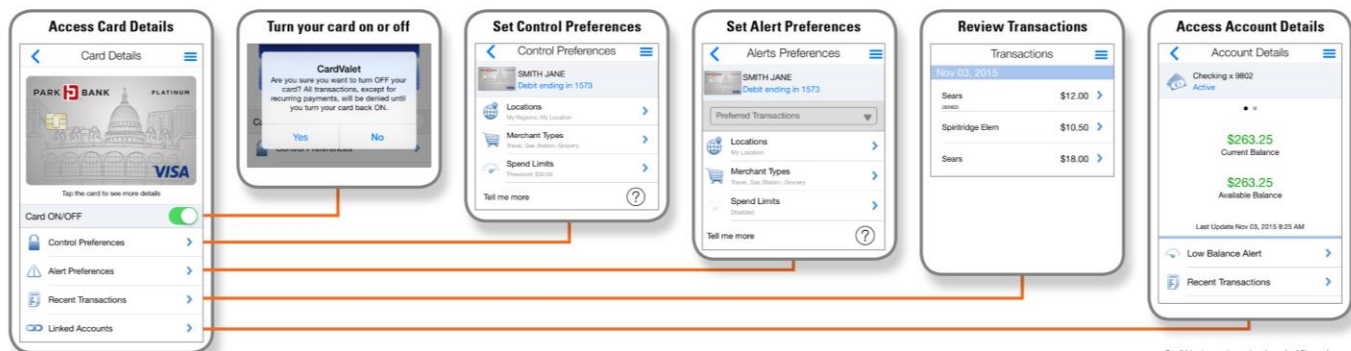 Access Card Details
Card Details
PARK BANK PLATINUM
VISA
Tap the card to see more details
Card ON/OFF
Control Preferences
Alert Preferences
Recent Transactions
Linked Accounts
Turn your card on or off
CardValet
Are you sure you want to turn OFF your
card? All transactions, except for
recurring payments, will be denied until
you turn your card back ON.
Yes No
Set Control Preferences
Control Preferences
SMITH JANE
Debit ending in 1573
Locations
My Regions, My Location
Merchant Types
Travel, Gas Station, Grocery
Spend Limits
Threshold: $50.00
Tell me more ?
Set Alert Preferences
Alerts Preferences
SMITH JANE
Debit ending in 1573
Preferred Transactions
Locations
My Location
Merchant Types
Travel, Gas Station, Grocery
Spend Limits
Disabled
Tell me more ?
Review Transactions
Transactions
Nov 03, 2015
Sears $12.00
DENIED
Spintridge Elem $10.50
Sears $18.00
Access Account Details
Account Details
Checking x 9802
Active
$263.25
Current Balance
$263.25
Available Balance
Last Update Nov 03, 2015 8:25 AM
Low Balance Alert
Recent Transactions